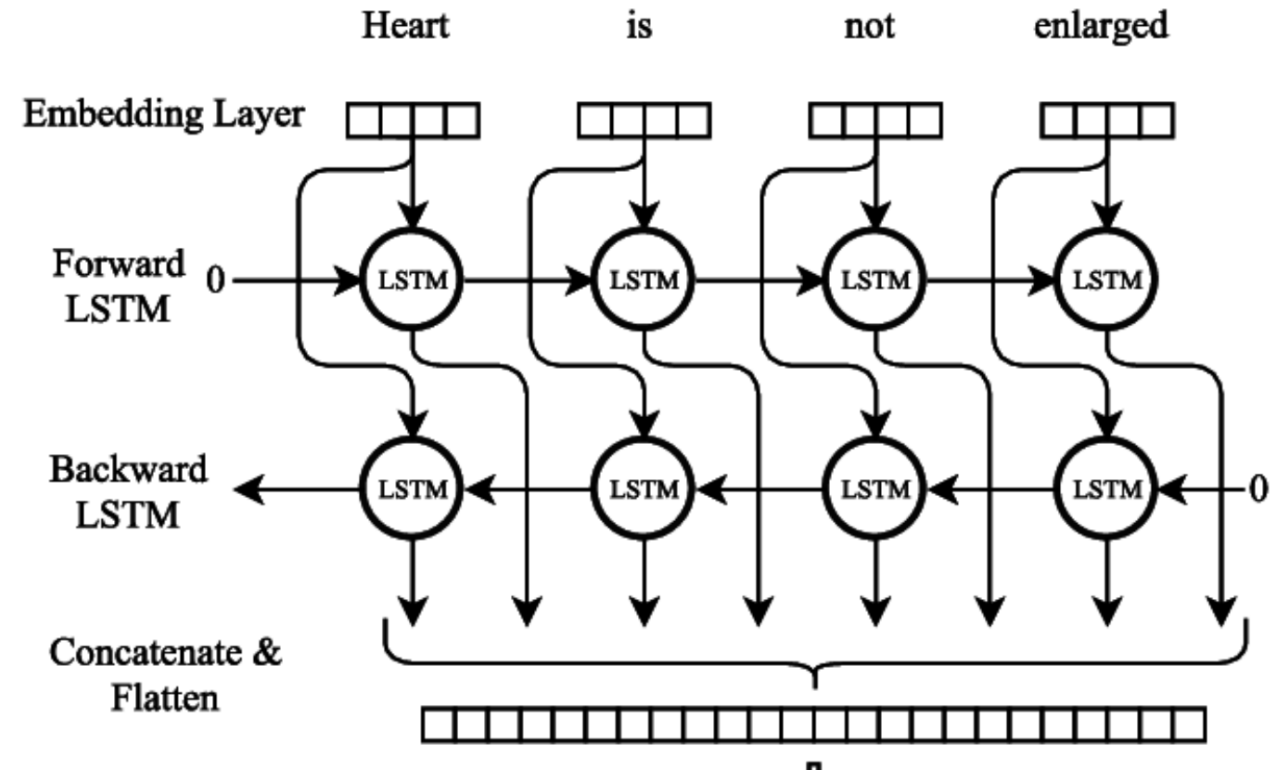 Heart is not enlarged
Embedding Layer
Forward
LSTM
0
LSTM LSTM LSTM LSTM
Backward
LSTM
LSTM LSTM LSTM LSTM
0
Concatenate &
Flatten